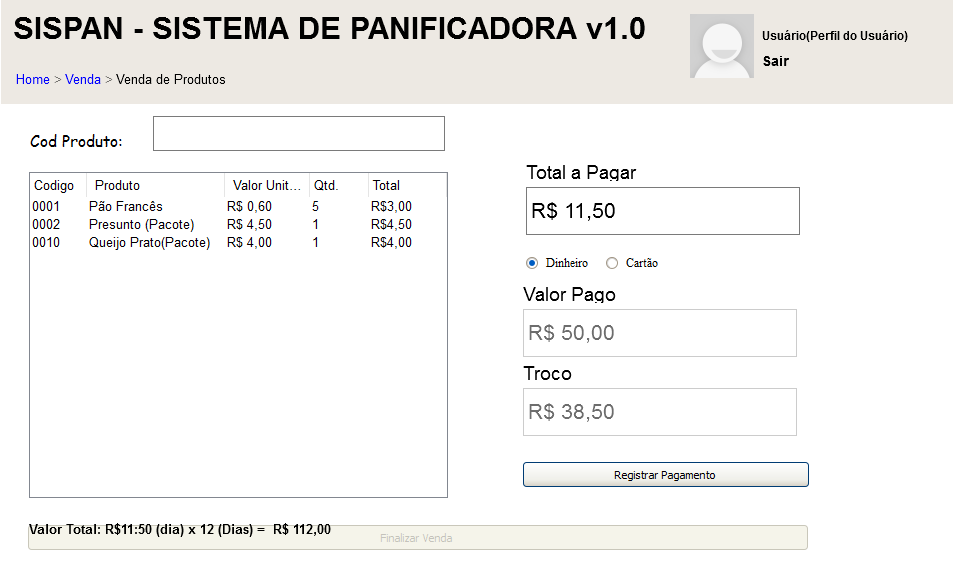 SISPAN - SISTEMA DE PANIFICADORA v1.0
Usuário(Perfil do Usuário)
Sair
Home > Venda > Venda de Produtos
Cod Produto:
Codigo Produto Valor Unit... Qtd. Total
0001 Pão Francês R$ 0,60 5 R$3,00
0002 Presunto (Pacote) R$ 4,50 1 R$4,50
0010 Queijo Prato(Pacote) R$ 4,00 1 R$4,00
Total a Pagar
R$ 11,50
Dinheiro Cartão
Valor Pago
R$ 50,00
Troco
R$ 38,50
Registrar Pagamento
Valor Total: R$11:50 (dia) x 12 (Dias) = R$ 112,00
Finalizar Venda